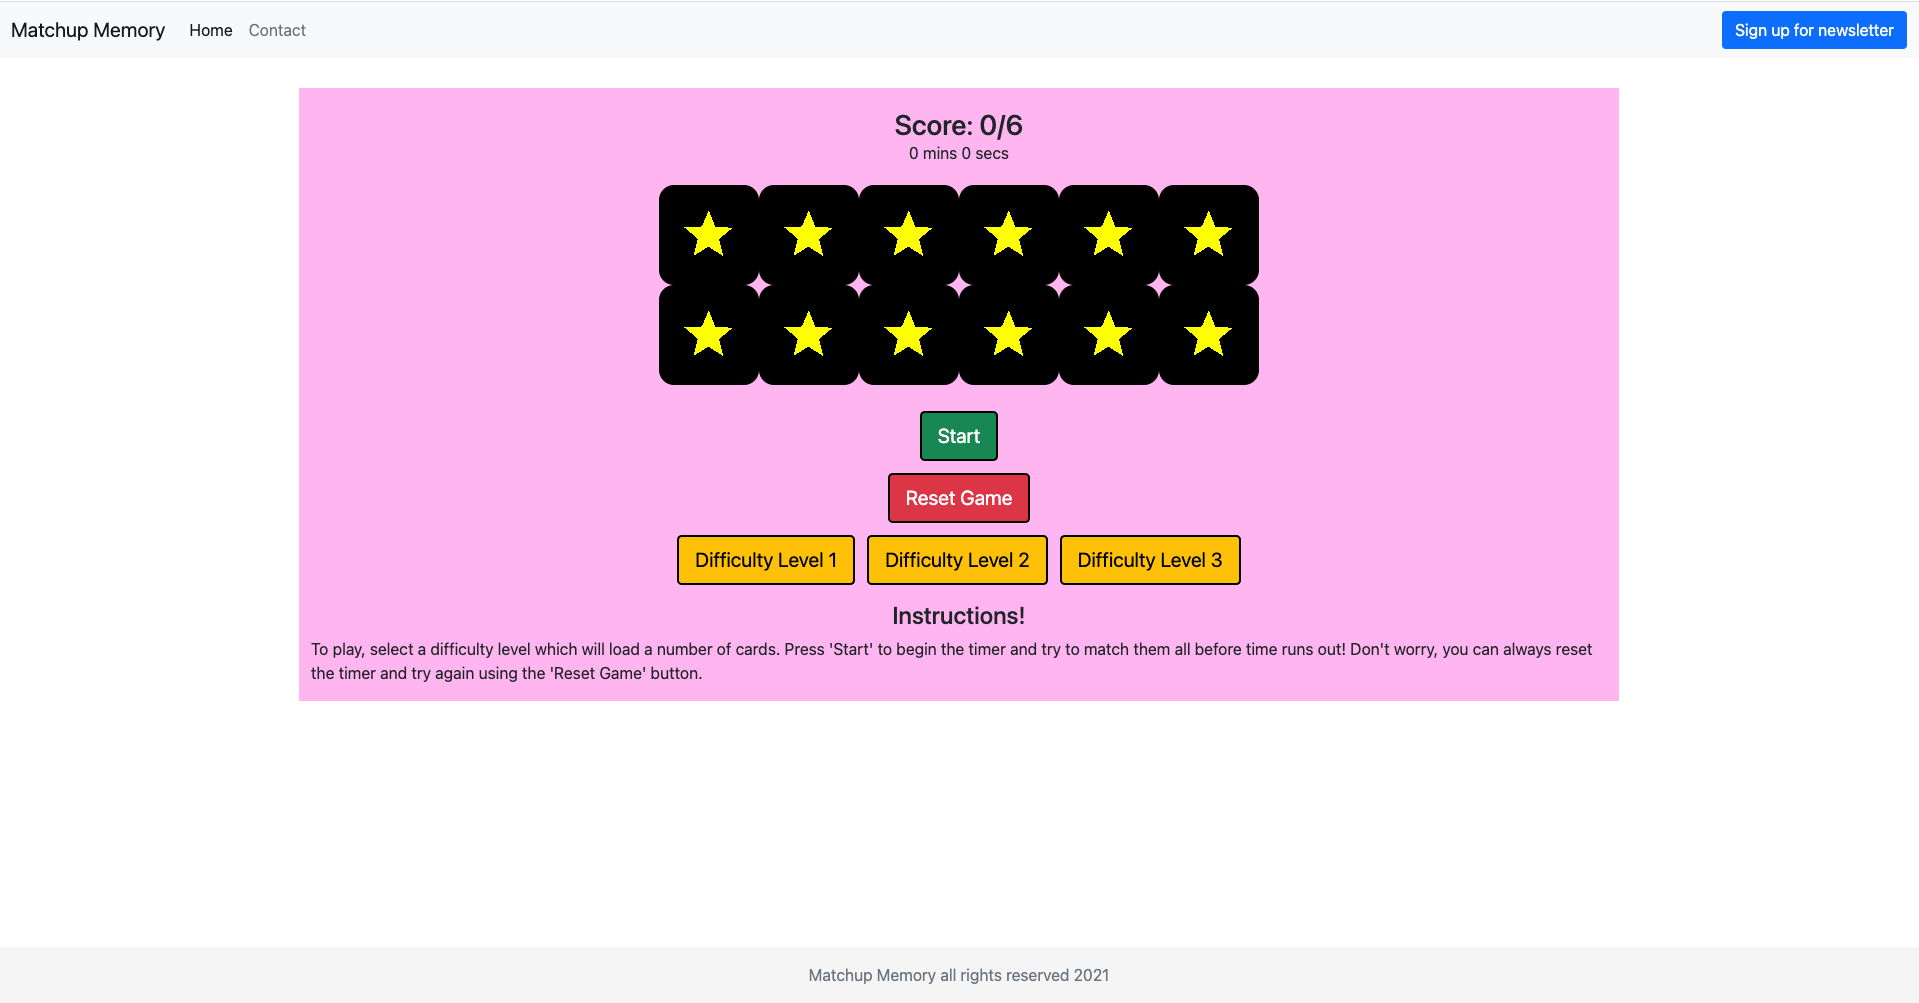 Matchup Memory Home Contact Sign up for newsletter
Score: 0/6
0 mins 0 secs
Start
Reset Game
Difficulty Level 1 Difficulty Level 2 Difficulty Level 3
Instructions!
To play, select a difficulty level which will load a number of cards. Press 'Start' to begin the timer and try to match them all before time runs out! Don't worry, you can always reset
the timer and try again using the 'Reset Game' button.
Matchup Memory all rights reserved 2021